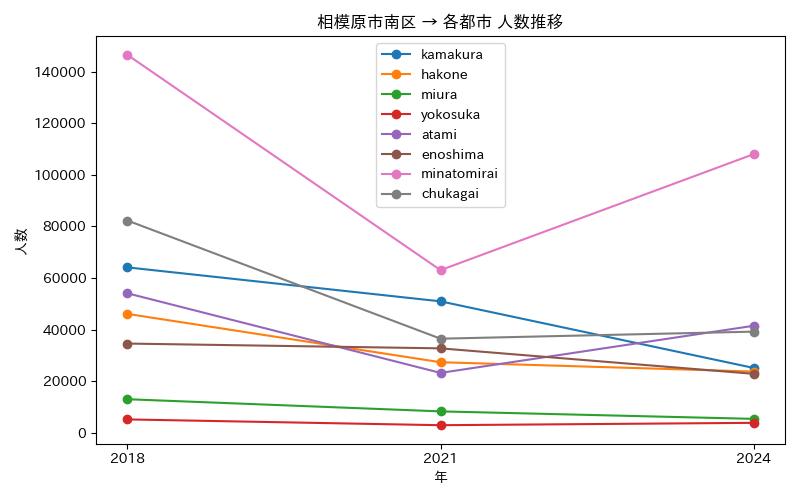 相模原市南区 → 各都市 人数推移
人数
140000
120000
100000
80000
60000
40000
20000
0
kamakura
hakone
miura
yokosuka
atami
enoshima
minatomirai
chukagai
2018
2021
2024
年